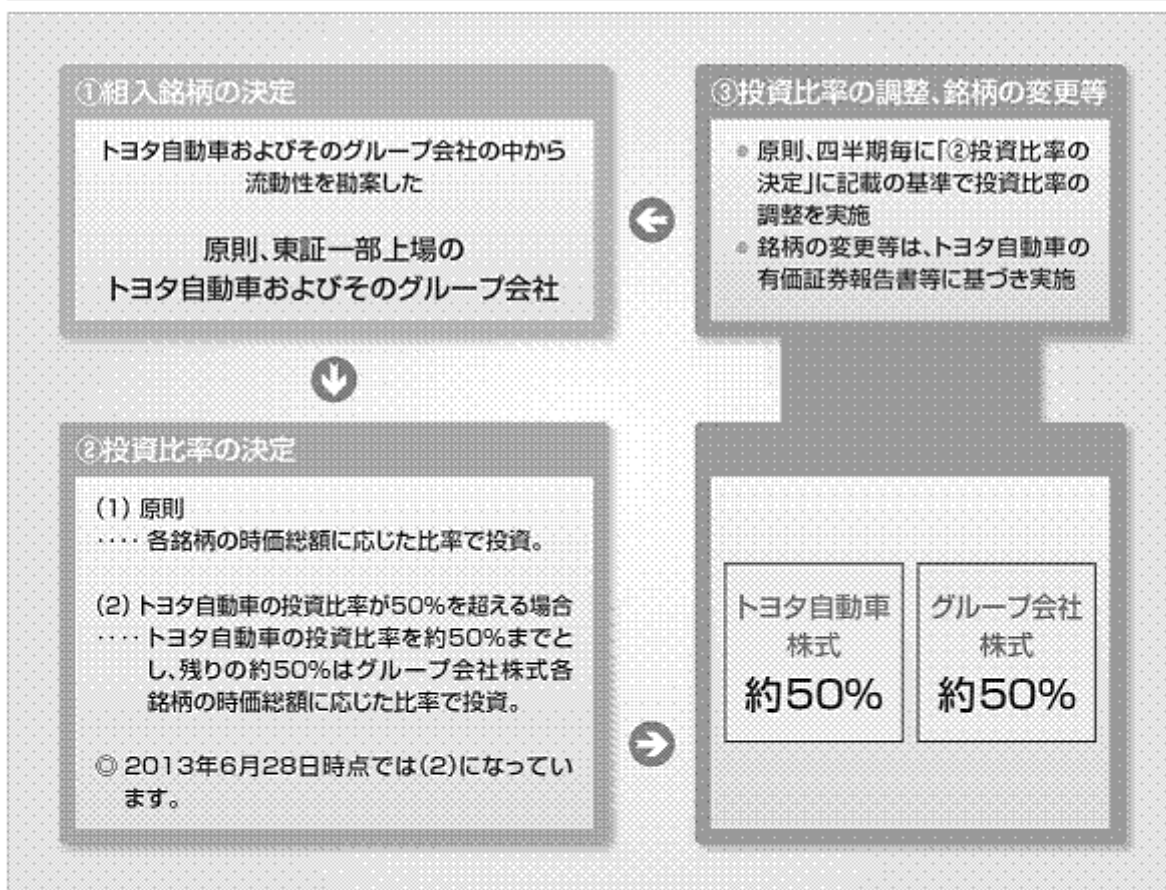 ①組入銘柄の決定
トヨタ自動車およびそのグループ会社の中から
流動性を勘案した
原則、東証一部上場の
トヨタ自動車およびそのグループ会社
②投資比率の決定
(1) 原則
‥‥ 各銘柄の時価総額に応じた比率で投資。
(2) トヨタ自動車の投資比率が50%を超える場合
‥‥ トヨタ自動車の投資比率を約50%までと
し、残りの約50%はグループ会社株式各
銘柄の時価総額に応じた比率で投資。
◎ 2013年6月28日時点では(2)になってい
ます。
トヨタ自動車
株式
約50%
グループ会社
株式
約50%
③投資比率の調整、銘柄の変更等
● 原則、四半期毎に「②投資比率の
決定」に記載の基準で投資比率の
調整を実施
● 銘柄の変更等は、トヨタ自動車の
有価証券報告書等に基づき実施